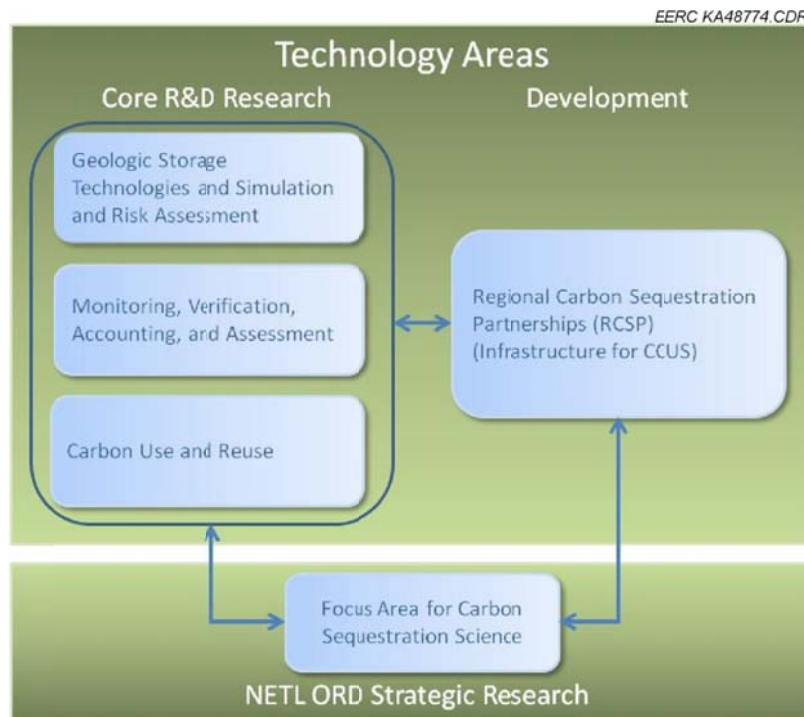 EERC KA48774.CDR
Technology Areas
Core R&D Research
Development
Geologic Storage
Technologies and Simulation
and Risk Assessment
Monitoring, Verification,
Accounting, and Assessment
Carbon Use and Reuse
Regional Carbon Sequestration
Partnerships (RCSP)
(Infrastructure for CCUS)
Focus Area for Carbon
Sequestration Science
NETL ORD Strategic Research